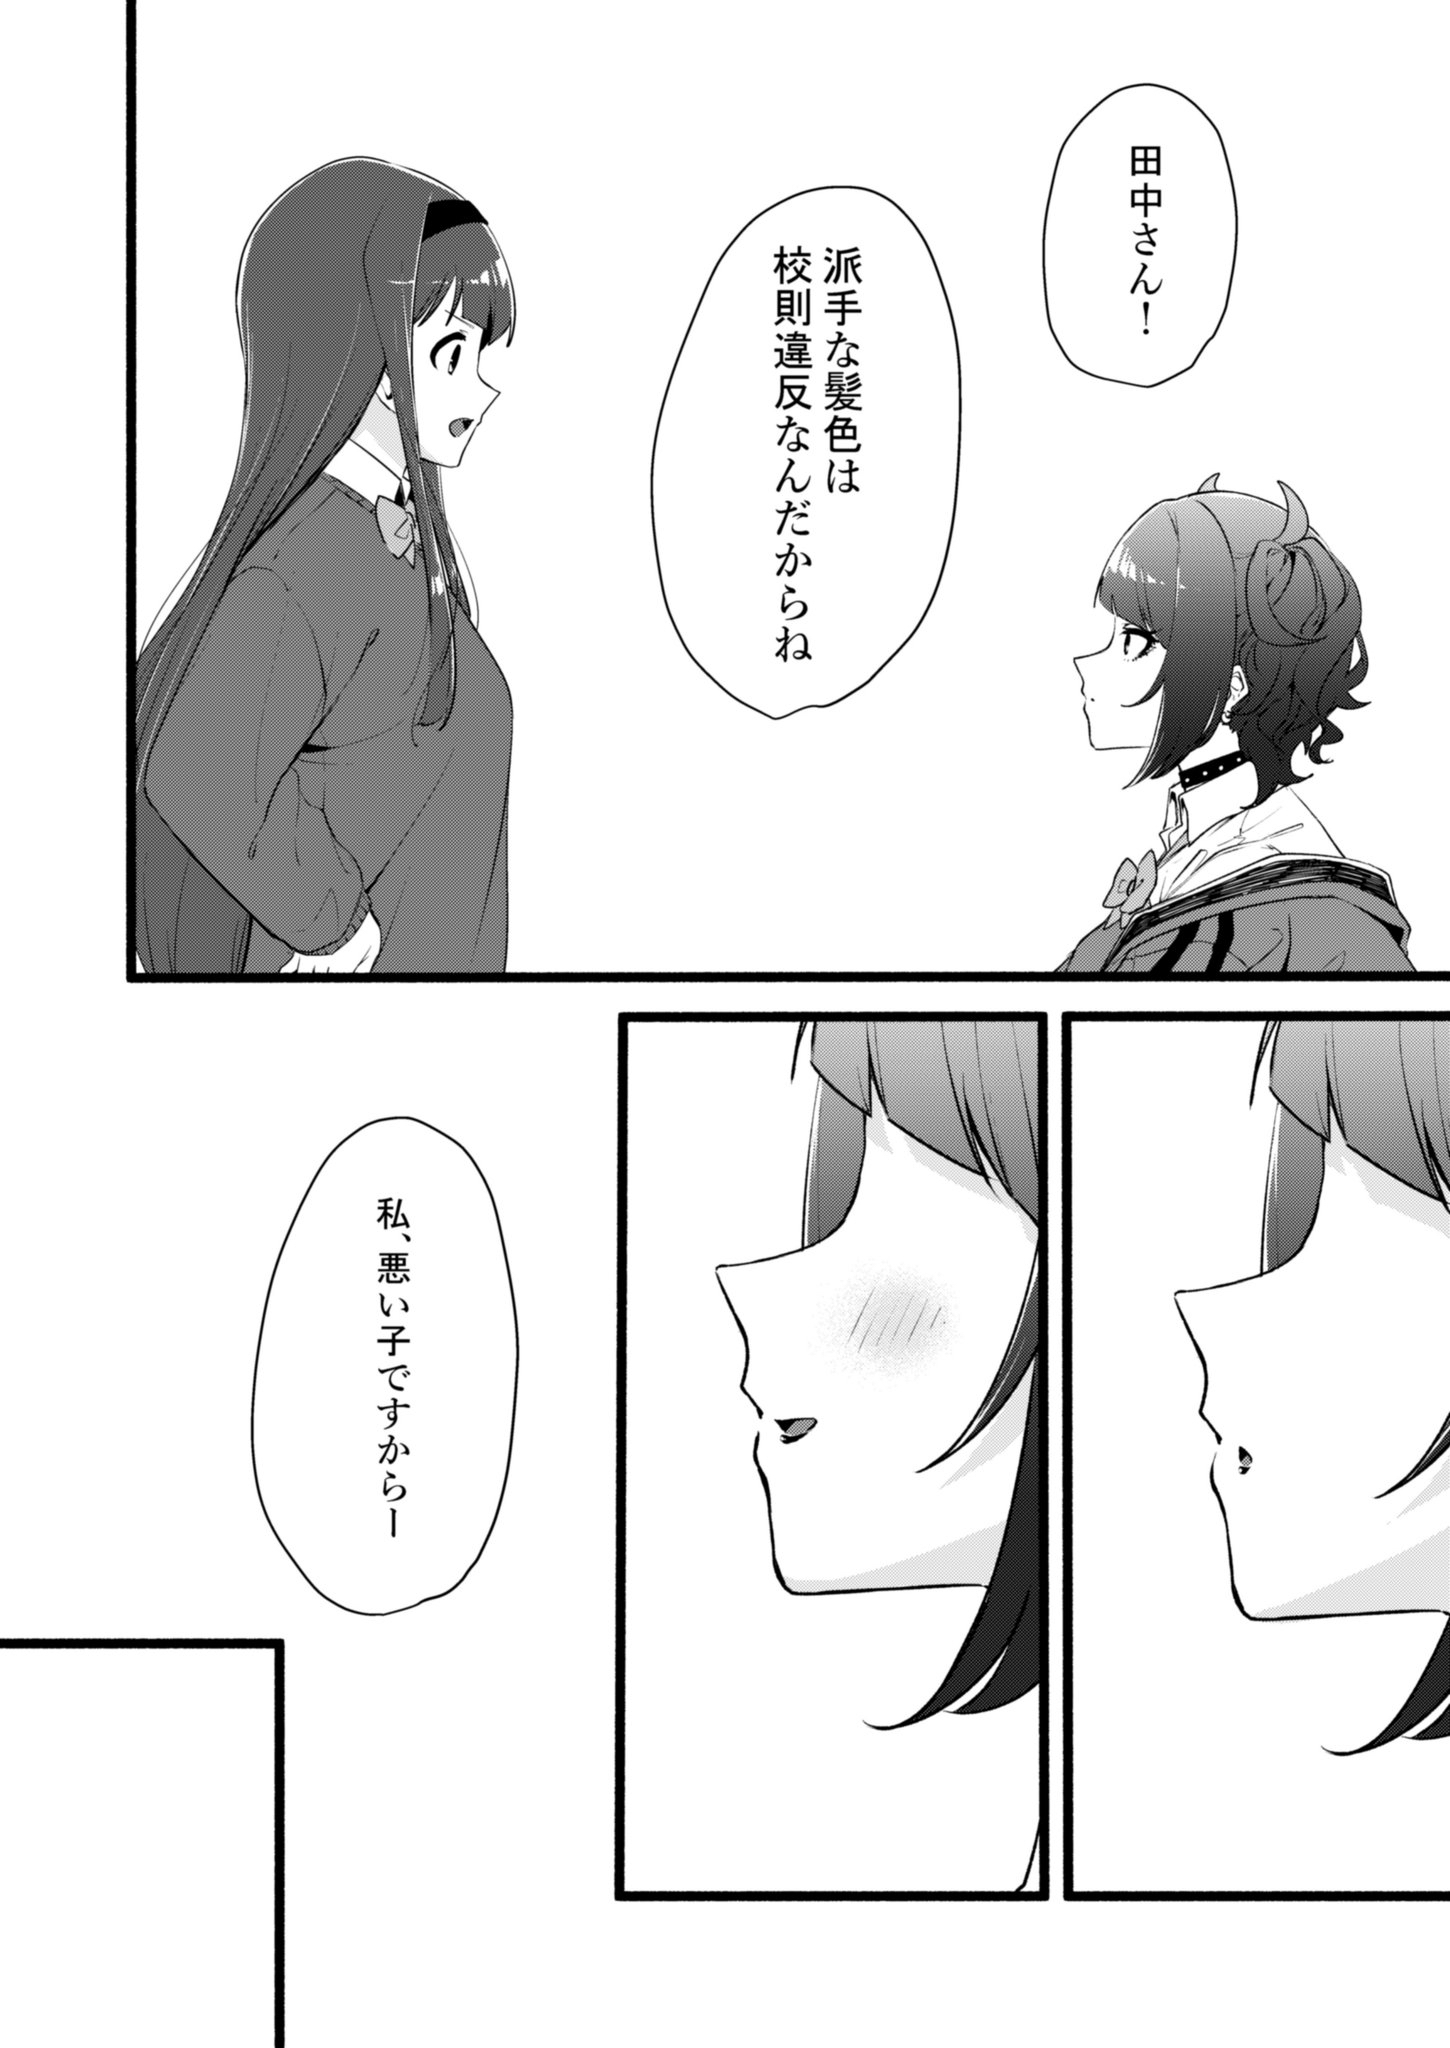 田中さん！
派手な髪色は
校則違反なんだからね
私、悪い子ですからー